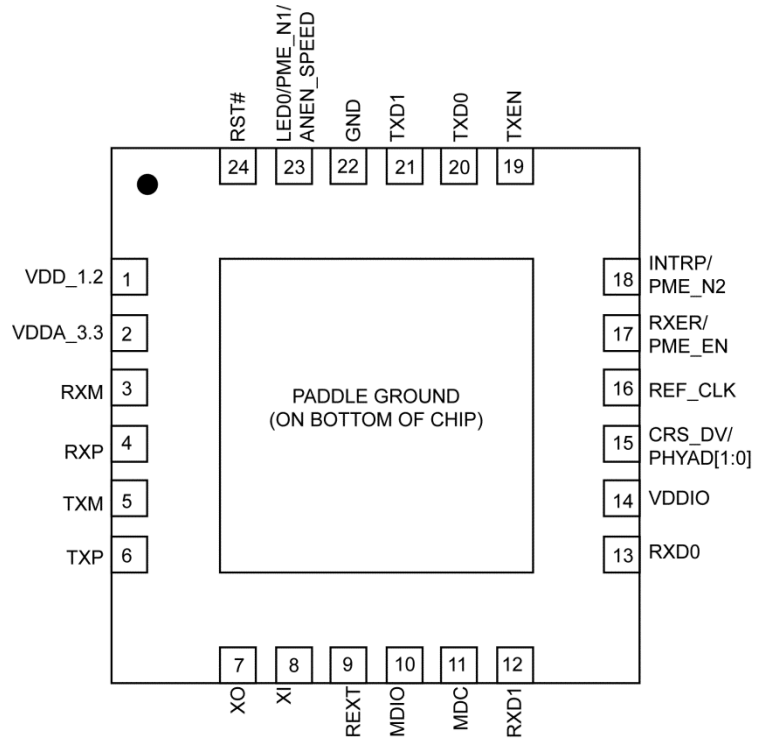 RST#
LED0/PME_N1/
ANEN_SPEED
GND
TXD1
TXD0
TXEN
24
23
22
21
20
19
VDD_1.2
1
VDDA_3.3
2
RXM
3
RXP
4
TXM
5
TXP
6
PADDLE GROUND
(ON BOTTOM OF CHIP)
18
INTRP/
PME_N2
17
RXER/
PME_EN
16
REF_CLK
15
CRS_DV/
PHYAD[1:0]
14
VDDIO
13
RXD0
7
8
9
10
11
12
XO
XI
REXT
MDIO
MDC
RXD1